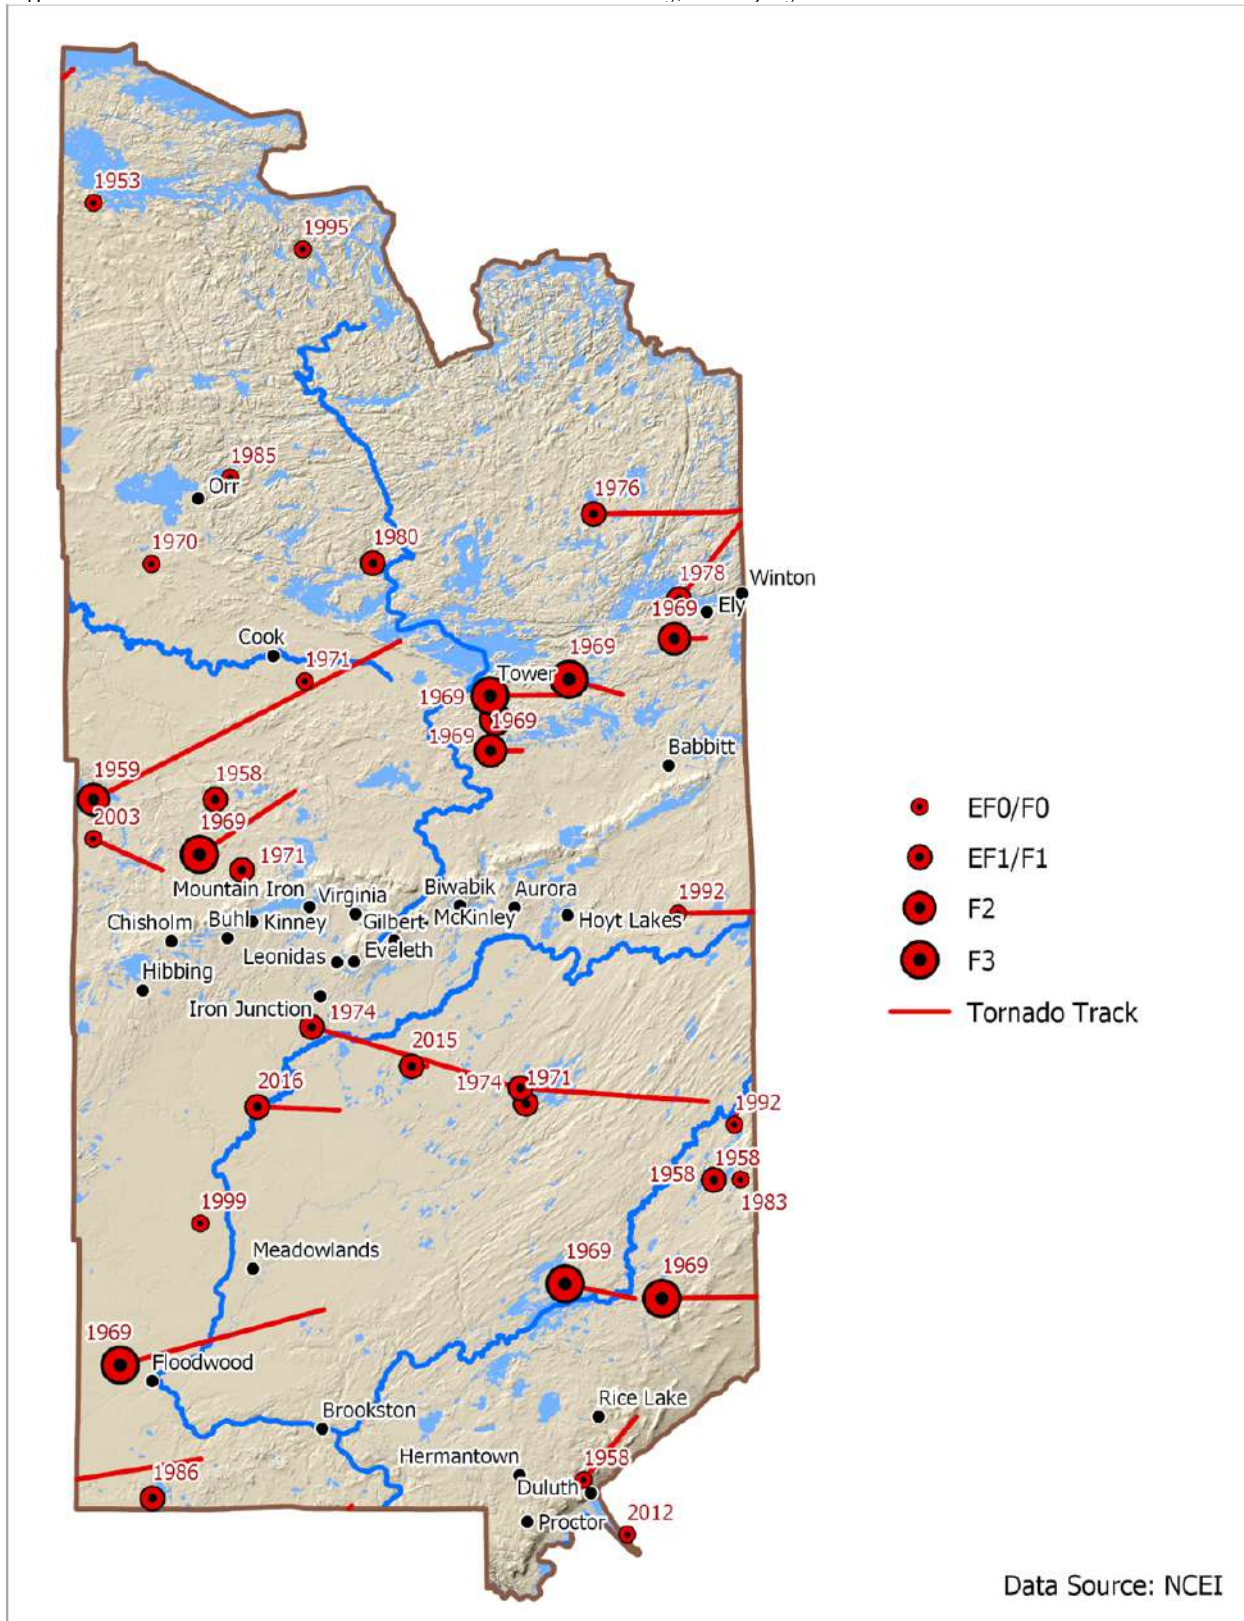 1953
1995
1985
Orr
1976
1970
1980
1978
Winton
Ely
1969
Cook
1969
1971
Tower
1969
1969
1969
Babbitt
1959
1958
2003
1969
1971
Mountain Iron
Virginia
Biwabik
Aurora
1992
Chisholm
Buhl
Kinney
Gilbert
McKinley
Hoyt Lakes
Leonidas
Eveleth
Hibbing
Iron Junction
1974
2015
1974
1971
2016
1992
1958
1958
1983
1999
Meadowlands
1969
1969
1969
Floodwood
Rice Lake
Brookston
Hermantown
1958
1986
Duluth
2012
Proctor
EF0/F0
EF1/F1
F2
F3
Tornado Track
Data Source: NCEI